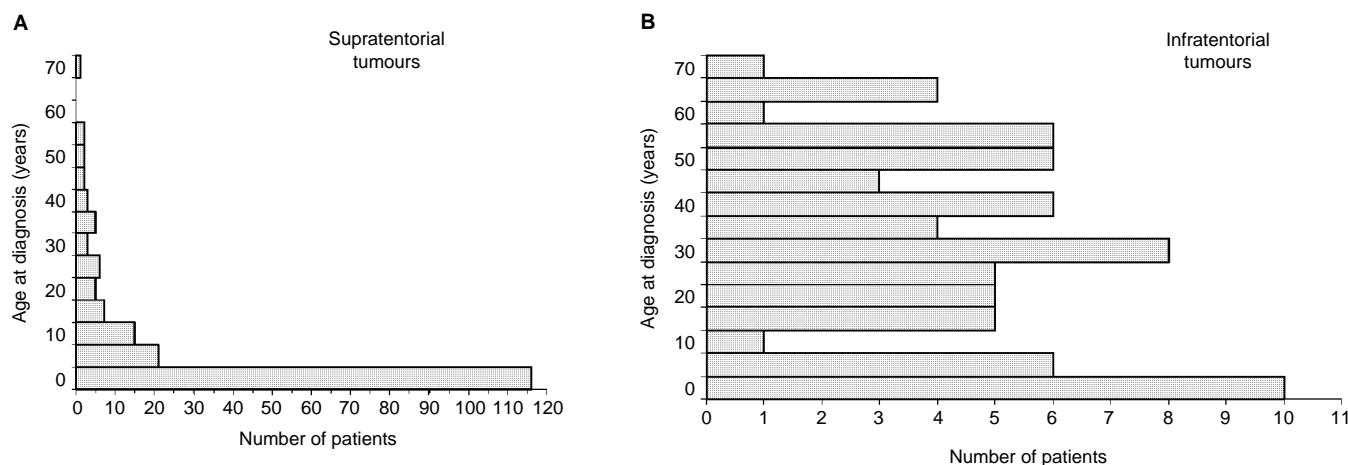 A
Supratentorial
tumours
Age at diagnosis (years)
70
60
50
40
30
20
10
0
0 10 20 30 40 50 60 70 80 90 100 110 120
Number of patients
B
Infratentorial
tumours
Age at diagnosis (years)
70
60
50
40
30
20
10
0
0 1 2 3 4 5 6 7 8 9 10 11
Number of patients